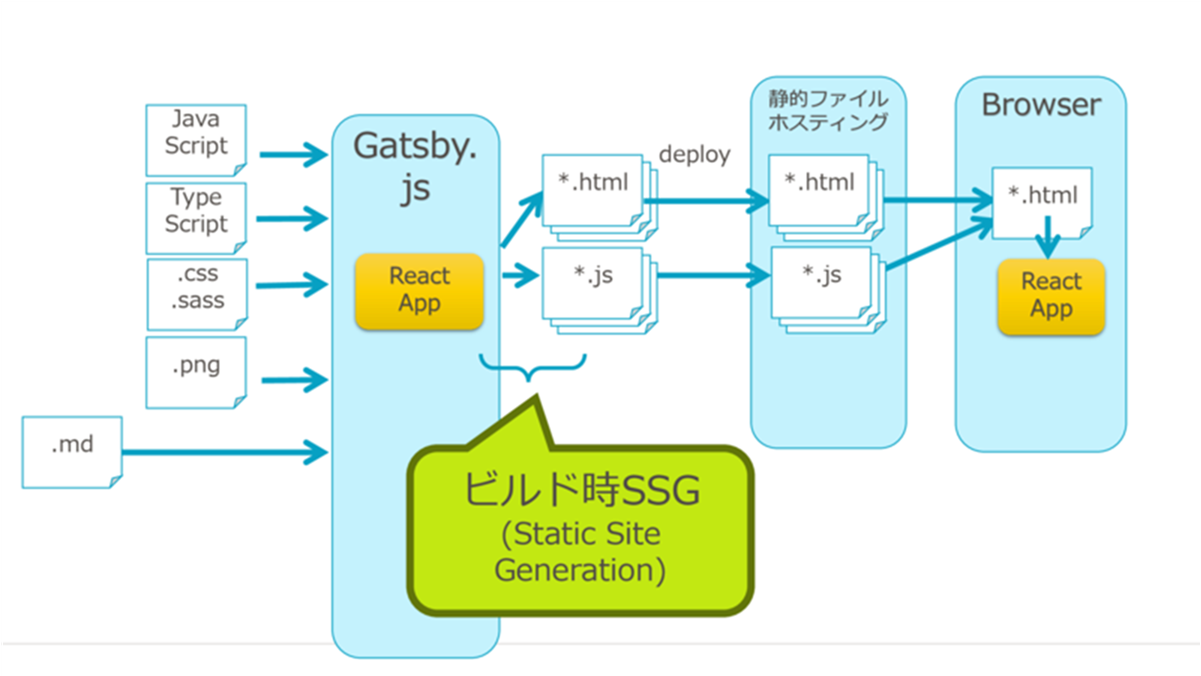 Java
Script
Type
Script
.css
.sass
.png
.md
Gatsby.
js
React
App
*.html
*.js
deploy
静的ファイル
ホスティング
*.html
*.js
Browser
*.html
React
App
ビルド時SSG
(Static Site
Generation)